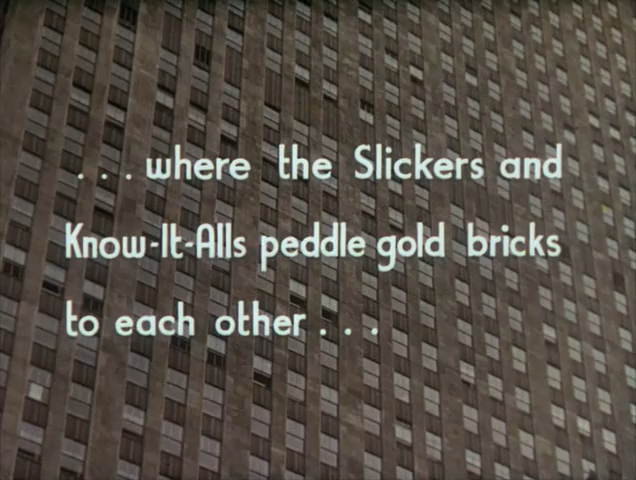 . . . where the Slickers and
Know-It-Alls peddle gold bricks
to each other . . .